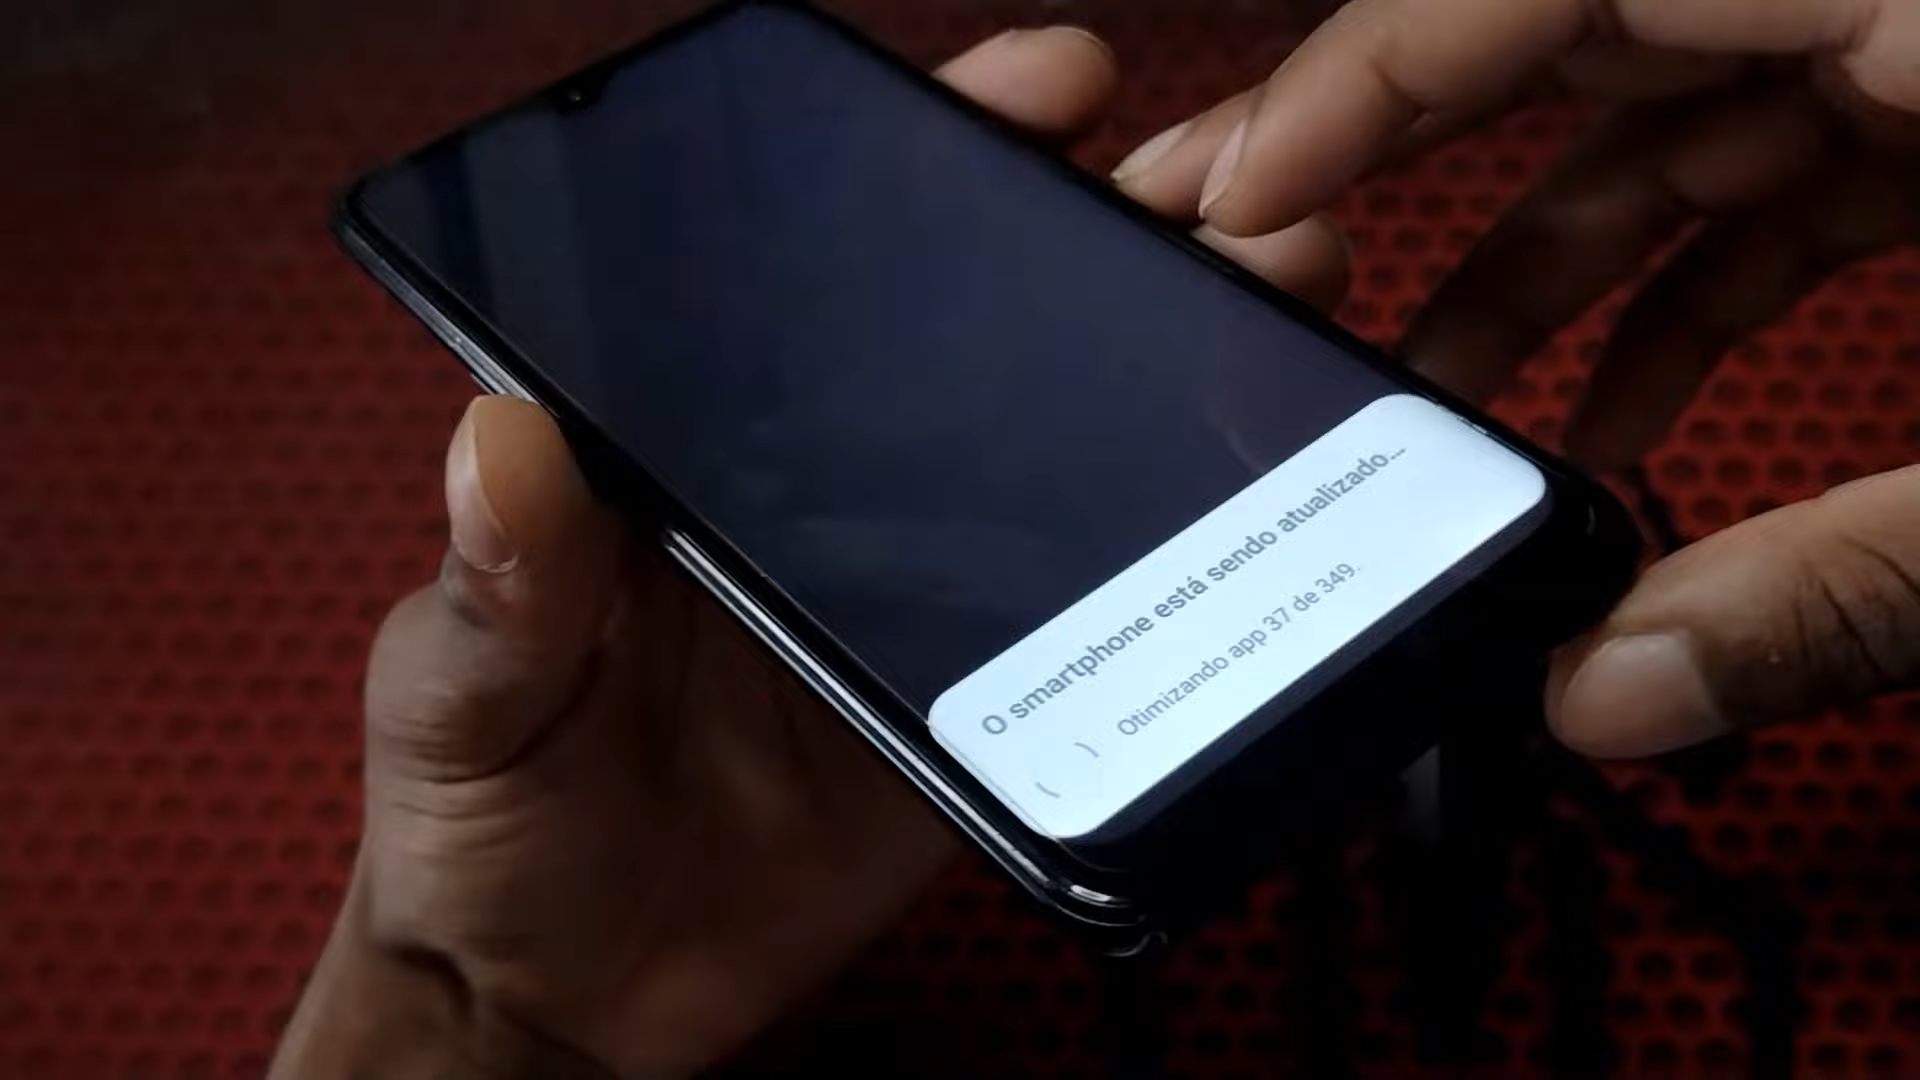 O smartphone está sendo atualizado...
Otimizando app 37 de 349.